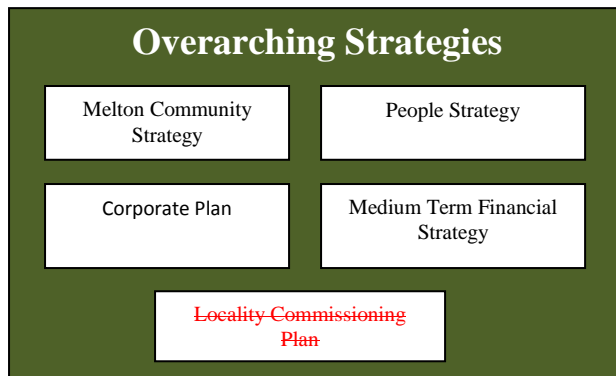 Overarching Strategies
Melton Community
Strategy
People Strategy
Corporate Plan
Medium Term Financial
Strategy
Locality Commissioning
Plan